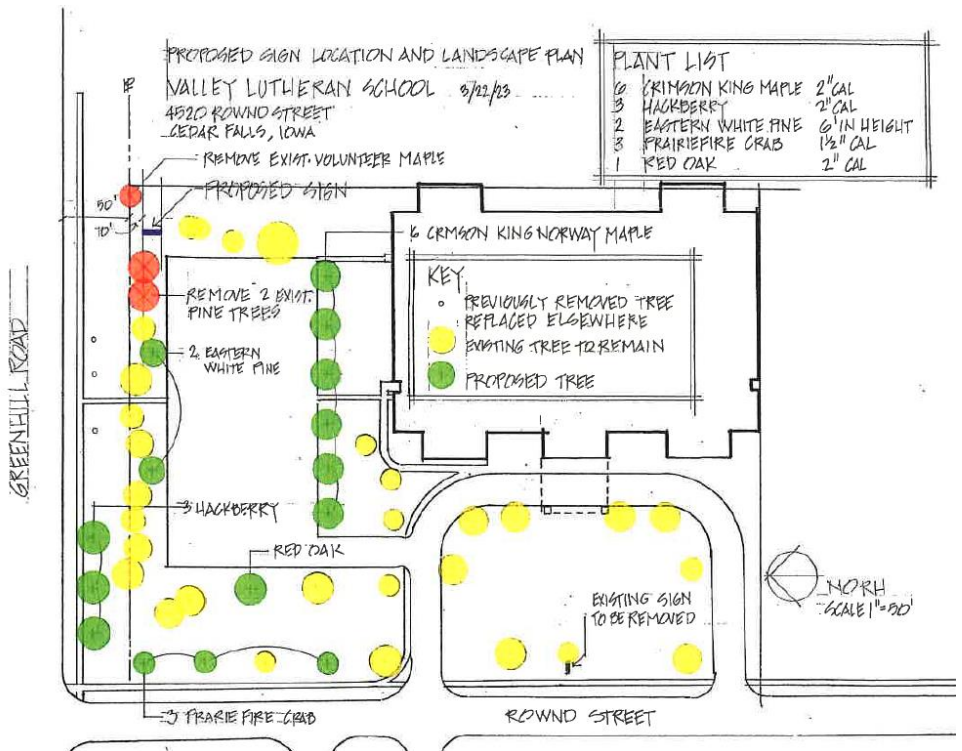 PROPOSED SIGN LOCATION AND LANDSCAPE PLAN
VALLEY LUTHERAN SCHOOL 3/22/23
4520 ROWND STREET
CEDAR FALLS, IOWA
PLANT LIST
6 CRIMSON KING MAPLE 2" CAL
3 HACKBERRY 2" CAL
2 EASTERN WHITE PINE 6' IN HEIGHT
3 PRAIRIEFIRE CRAB 1½" CAL
1 RED OAK 2" CAL
REMOVE EXIST. VOLUNTEER MAPLE
PROPOSED SIGN
50'
10'
6 CRMSON KING NORWAY MAPLE
KEY
PREVIOUSLY REMOVED TREE
REPLACED ELSEWHERE
EXISTING TREE TO REMAIN
PROPOSED TREE
REMOVE 2 EXIST.
PINE TREES
2 EASTERN
WHITE PINE
GREENHILL ROAD
3 HACKBERRY
RED OAK
EXISTING SIGN
TO BE REMOVED
NORH
SCALE 1"=50'
3 PRARIE FIRE CRAB
ROWND STREET